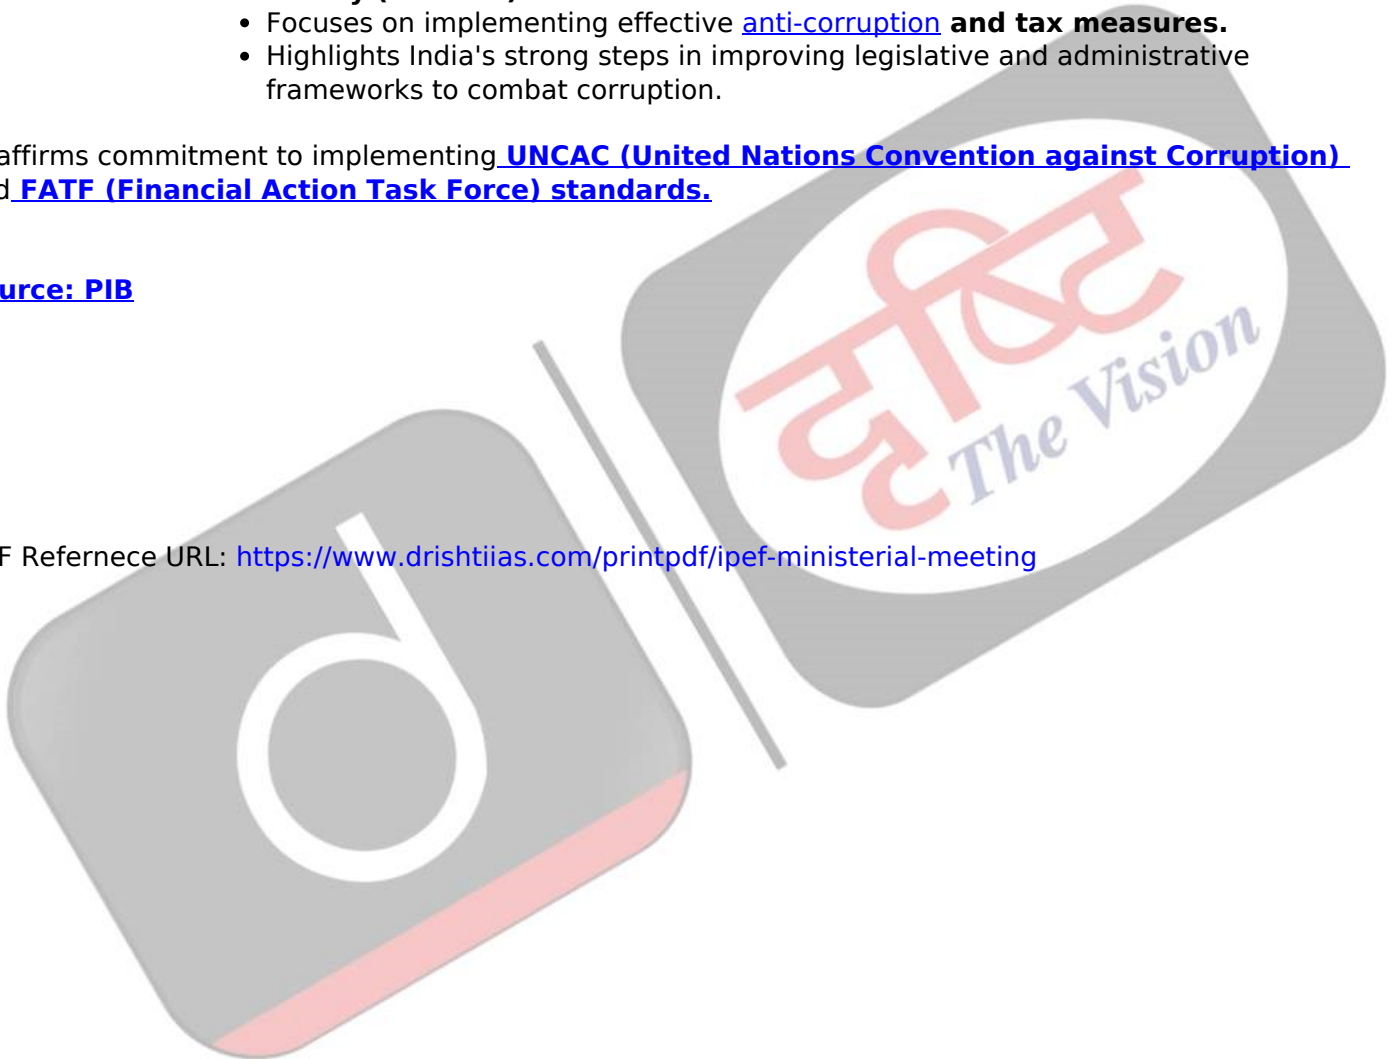 • Focuses on implementing effective anti-corruption and tax measures.
• Highlights India's strong steps in improving legislative and administrative
frameworks to combat corruption.
affirms commitment to implementing UNCAC (United Nations Convention against Corruption)
d FATF (Financial Action Task Force) standards.
urce: PIB
दृष्टि
The Vision
d
F Refernece URL: https://www.drishtiias.com/printpdf/ipef-ministerial-meeting